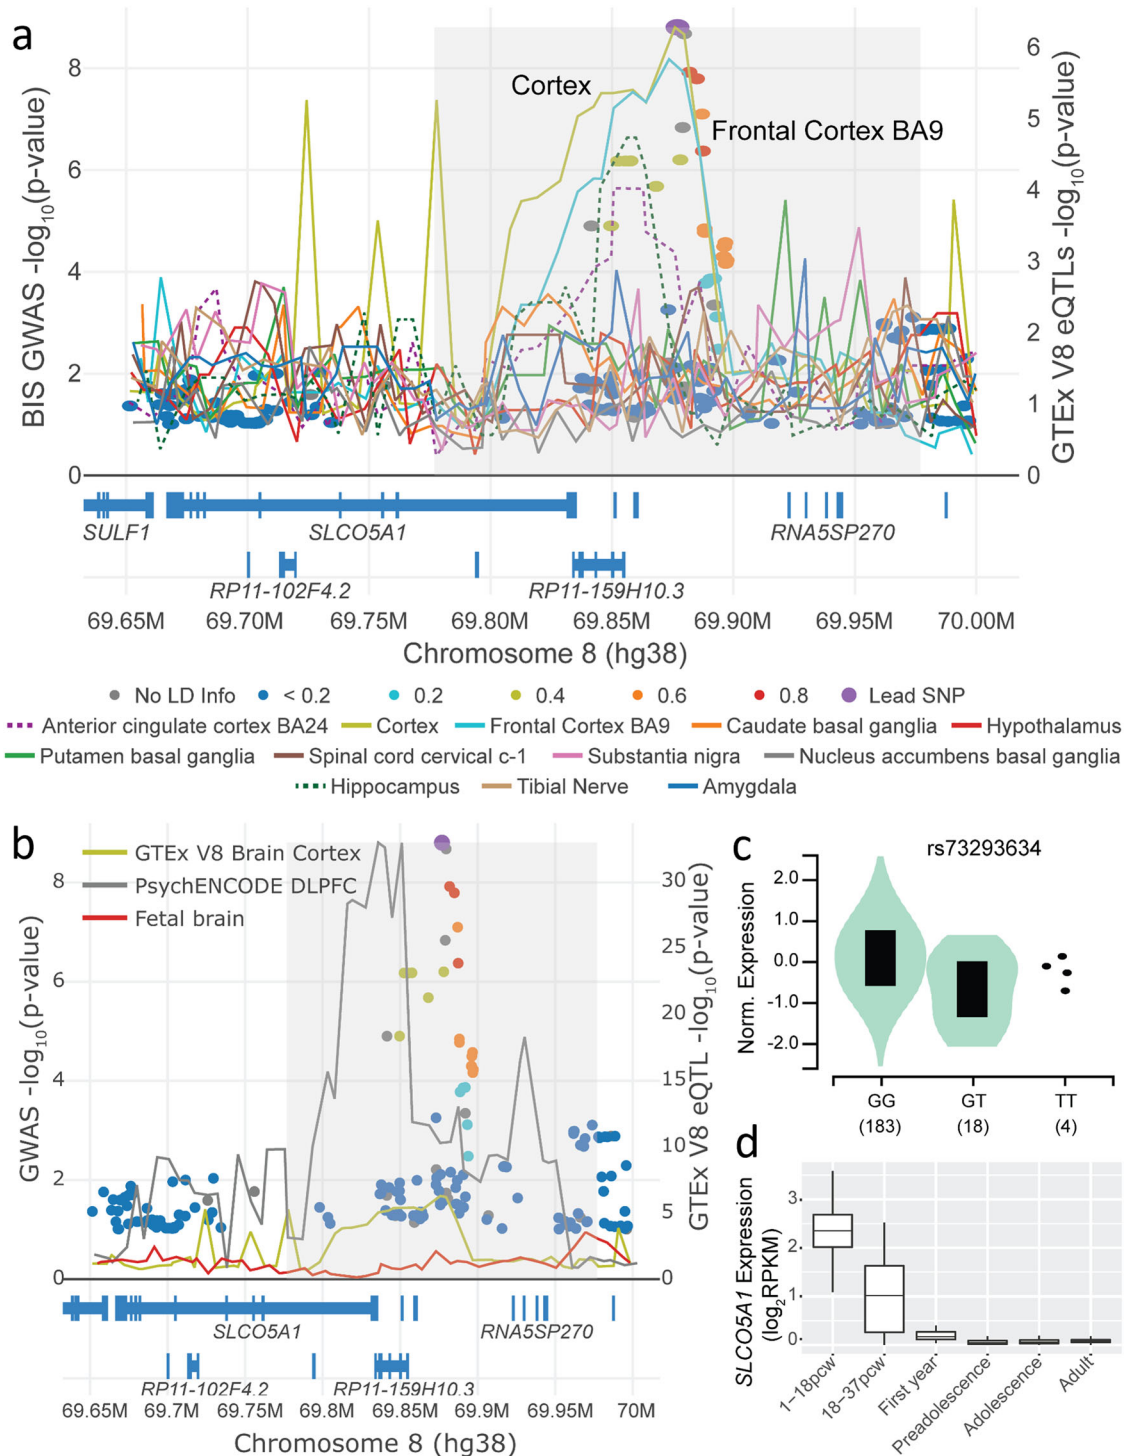 a
BIS GWAS -log10(p-value)
8
6
4
2
0
Cortex
Frontal Cortex BA9
6
5
4
3
2
1
0
GTEx V8 eQTLs -log10(p-value)
SULF1
SLCO5A1
RNA5SP270
RP11-102F4.2
RP11-159H10.3
69.65M 69.70M 69.75M 69.80M 69.85M 69.90M 69.95M 70.00M
Chromosome 8 (hg38)
No LD Info < 0.2 0.2 0.4 0.6 0.8 Lead SNP
Anterior cingulate cortex BA24 Cortex Frontal Cortex BA9 Caudate basal ganglia Hypothalamus
Putamen basal ganglia Spinal cord cervical c-1 Substantia nigra Nucleus accumbens basal ganglia
Hippocampus Tibial Nerve Amygdala
b
GTEx V8 Brain Cortex
PsychENCODE DLPFC
Fetal brain
GWAS -log10(p-value)
8
6
4
2
0
30
25
20
15
10
5
0
GTEx V8 eQTL -log10(p-value)
SLCO5A1
RNA5SP270
RP11-102F4.2
RP11-159H10.3
69.65M 69.7M 69.75M 69.8M 69.85M 69.9M 69.95M 70M
Chromosome 8 (hg38)
c
rs73293634
Norm. Expression
2.0
1.0
0.0
-1.0
-2.0
GG GT TT
(183) (18) (4)
d
SLCO5A1 Expression
(log2RPKM)
3
2
1
0
1–18pcw
18–37pcw
First year
Preadolescence
Adolescence
Adult